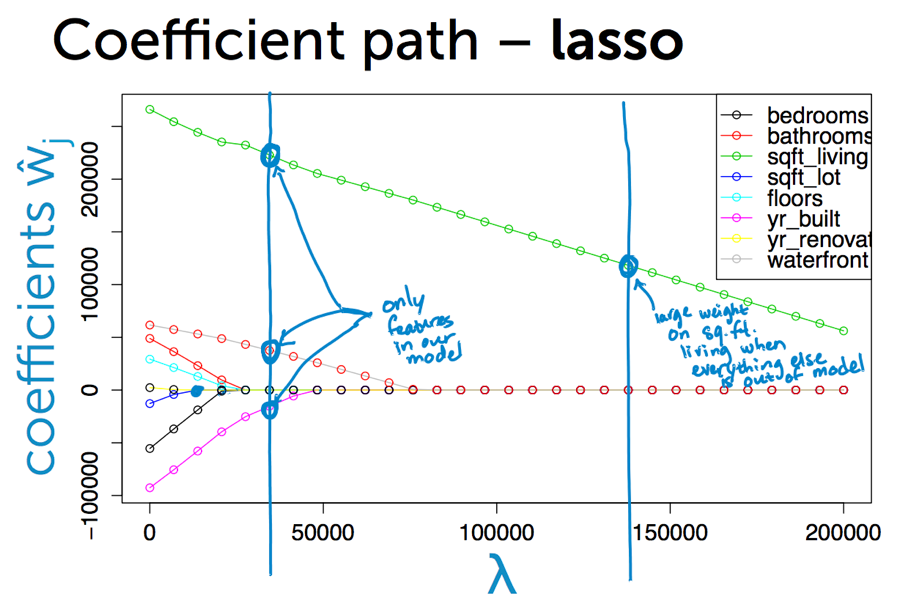 Coefficient path – lasso
coefficients ŵj
200000
100000
0
−100000
bedrooms
bathrooms
sqft_living
sqft_lot
floors
yr_built
yr_renovat
waterfront
only
features
in our
model
large weight
on sq.ft.
living when
everything else
is out of model
0
50000
100000
150000
200000
λ